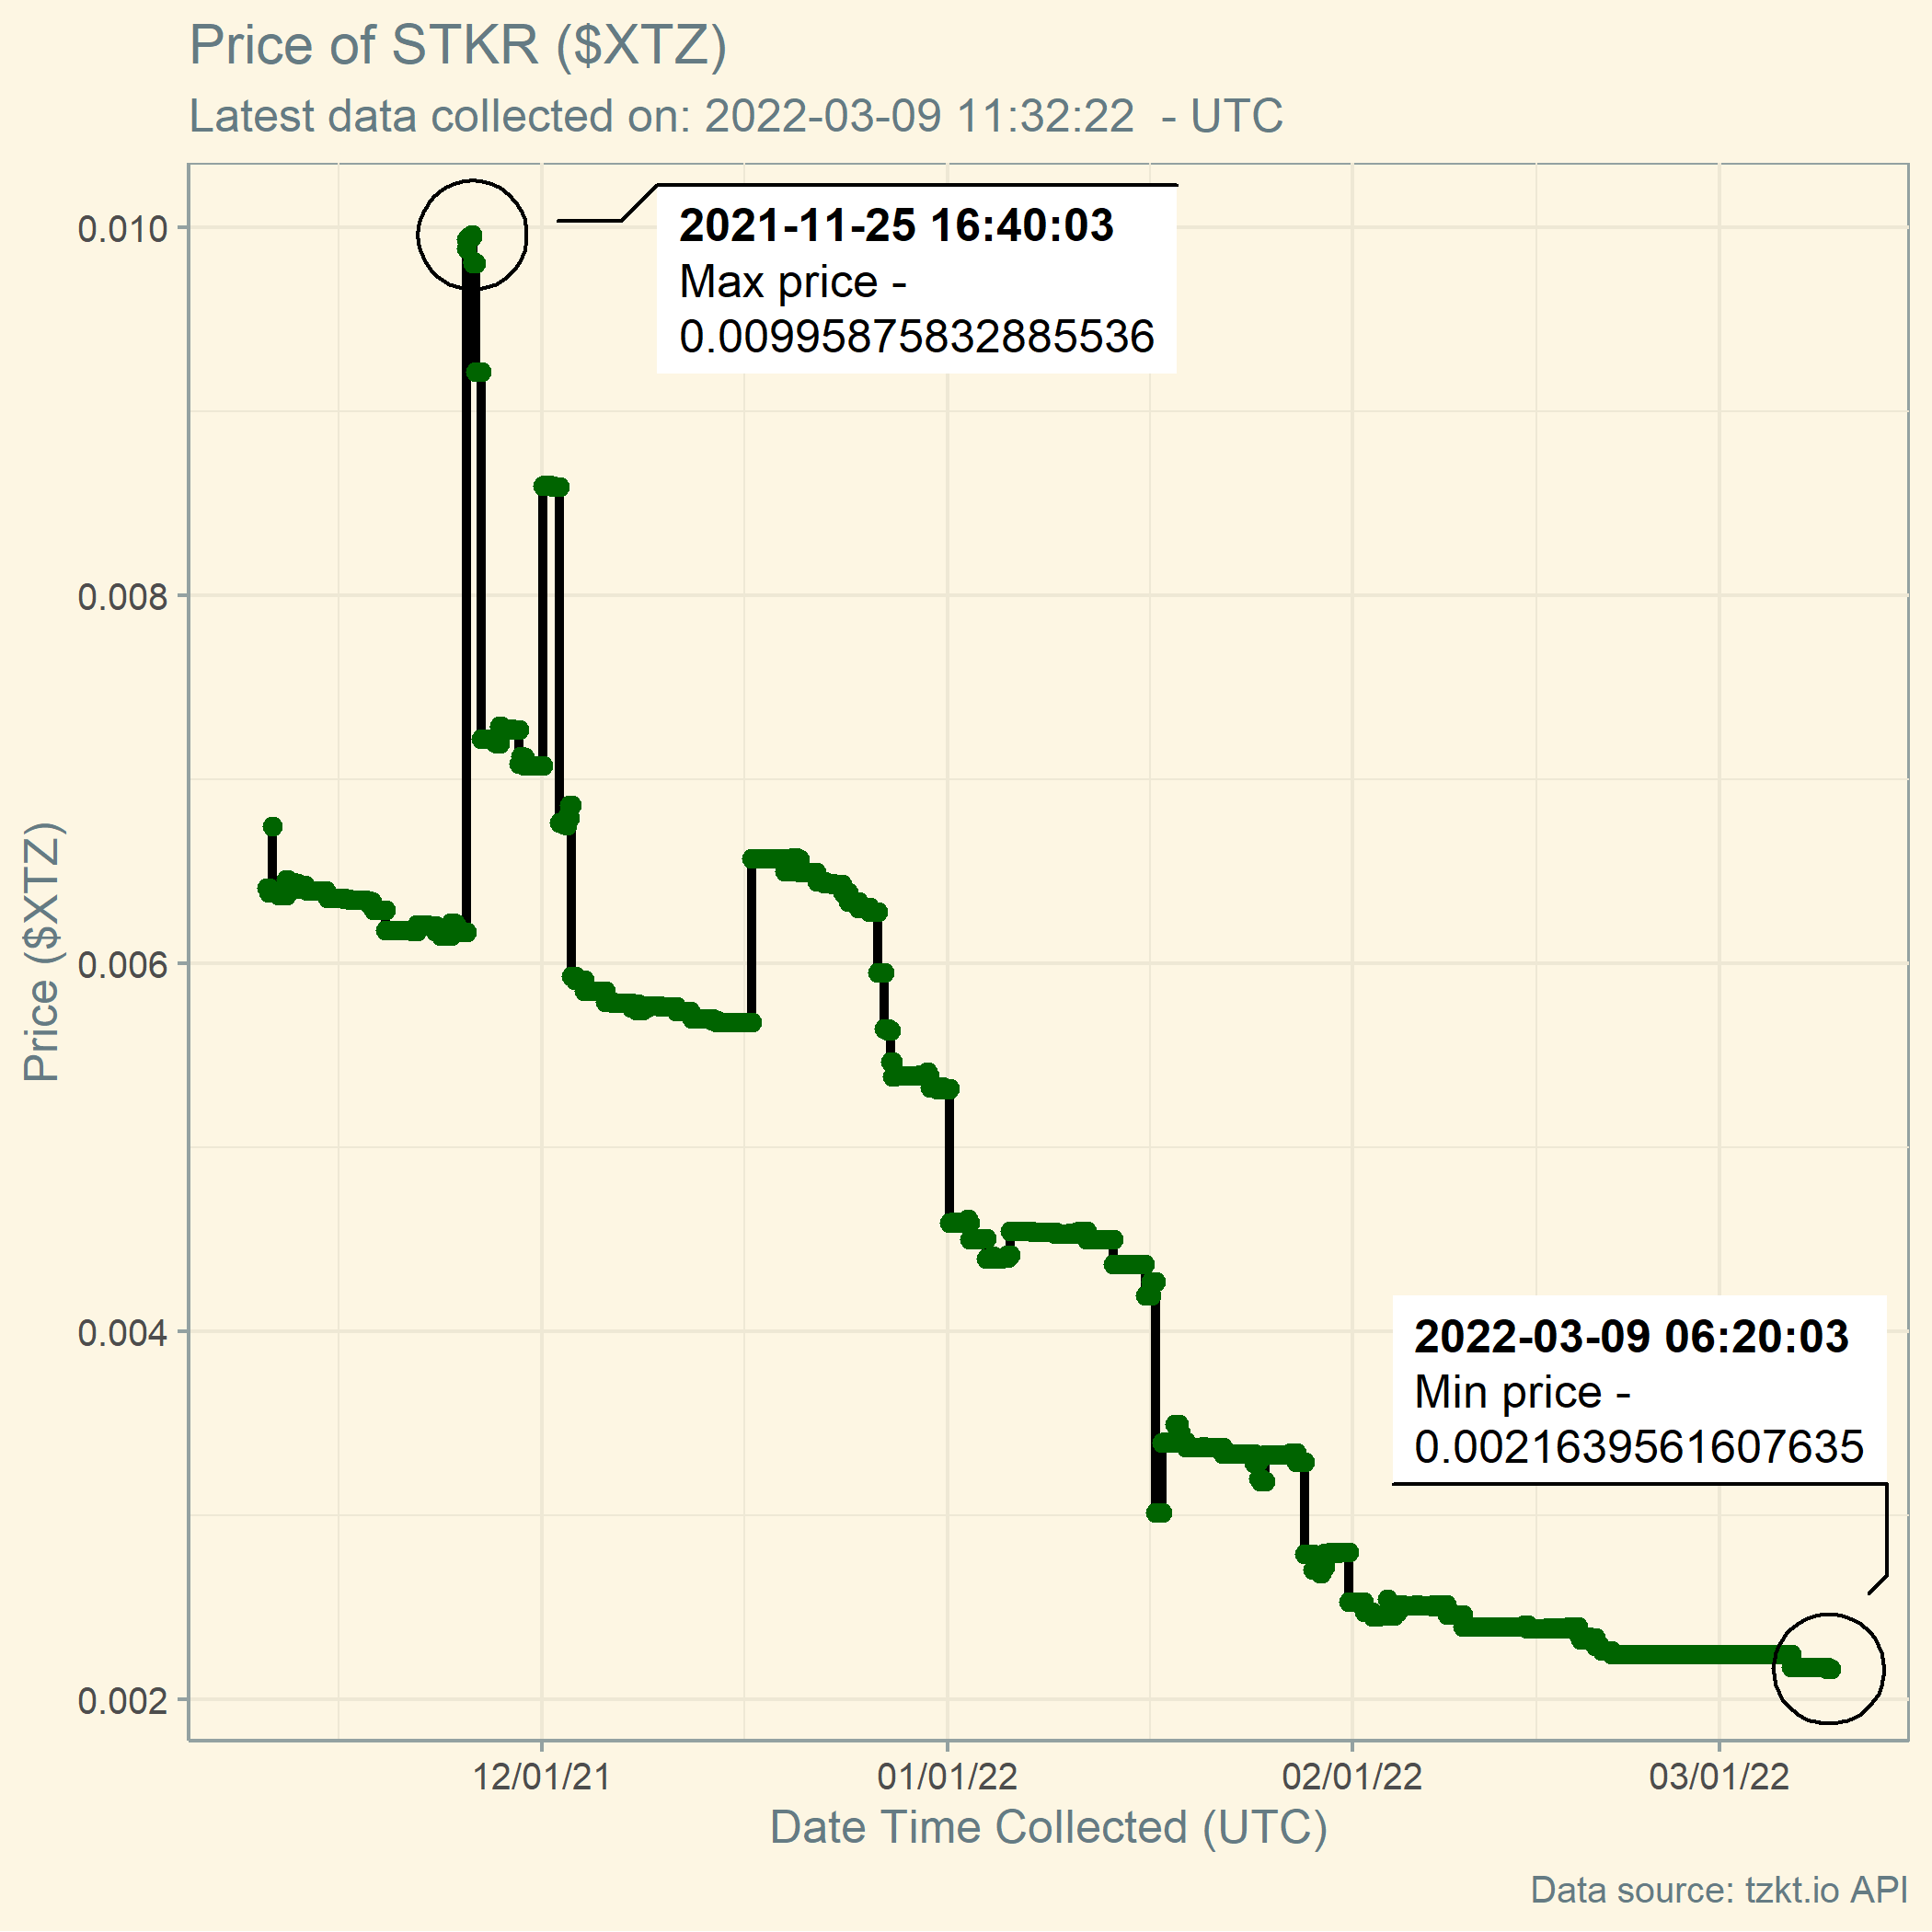 Price of STKR ($XTZ)
Latest data collected on: 2022-03-09 11:32:22  - UTC
2021-11-25 16:40:03
Max price -
0.00995875832885536
0.010
0.008
0.006
0.004
0.002
Price ($XTZ)
2022-03-09 06:20:03
Min price -
0.00216395616​07635
12/01/21
01/01/22
02/01/22
03/01/22
Date Time Collected (UTC)
Data source: tzkt.io API